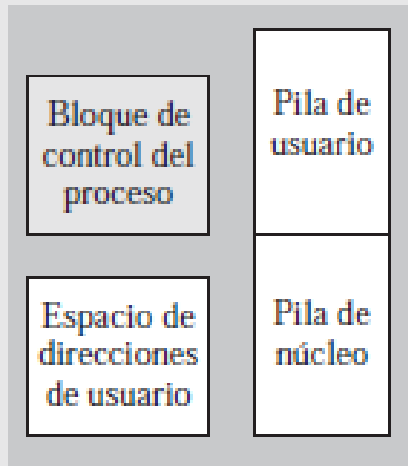 Bloque de
control del
proceso
Espacio de
direcciones
de usuario
Pila de
usuario
Pila de
núcleo